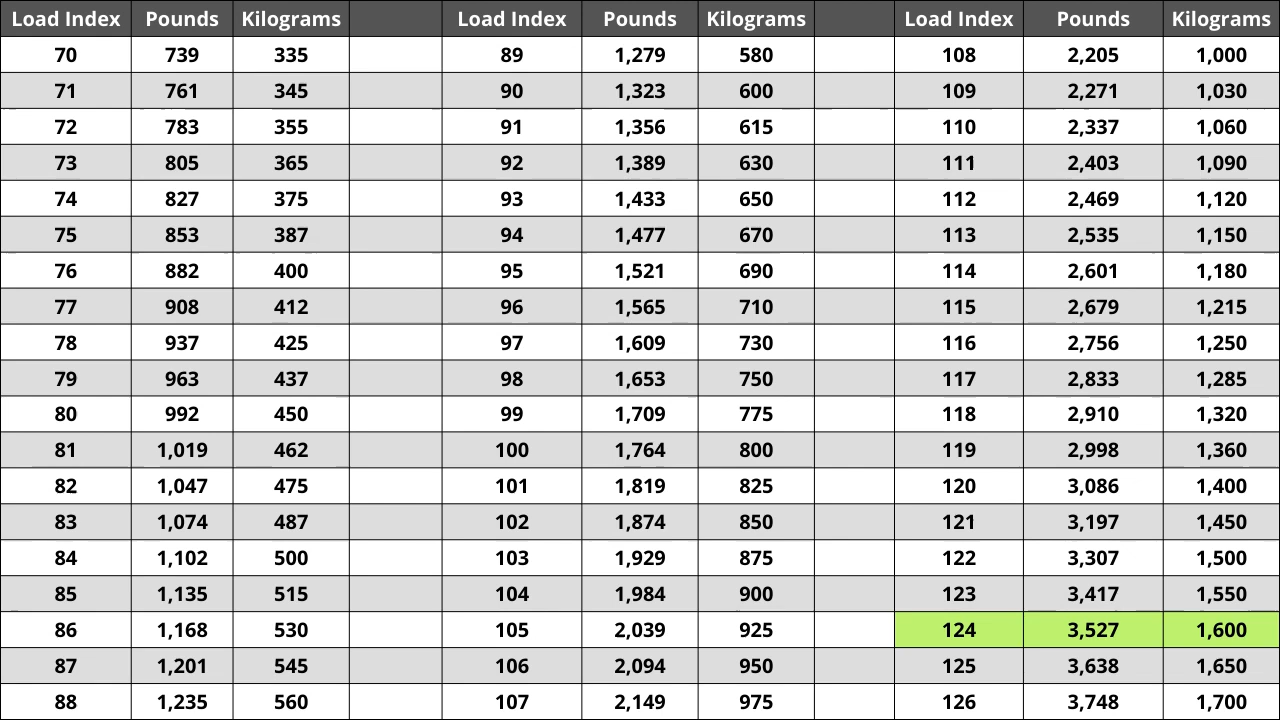 Load Index Pounds Kilograms Load Index Pounds Kilograms Load Index Pounds Kilograms
70 739 335 89 1,279 580 108 2,205 1,000
71 761 345 90 1,323 600 109 2,271 1,030
72 783 355 91 1,356 615 110 2,337 1,060
73 805 365 92 1,389 630 111 2,403 1,090
74 827 375 93 1,433 650 112 2,469 1,120
75 853 387 94 1,477 670 113 2,535 1,150
76 882 400 95 1,521 690 114 2,601 1,180
77 908 412 96 1,565 710 115 2,679 1,215
78 937 425 97 1,609 730 116 2,756 1,250
79 963 437 98 1,653 750 117 2,833 1,285
80 992 450 99 1,709 775 118 2,910 1,320
81 1,019 462 100 1,764 800 119 2,998 1,360
82 1,047 475 101 1,819 825 120 3,086 1,400
83 1,074 487 102 1,874 850 121 3,197 1,450
84 1,102 500 103 1,929 875 122 3,307 1,500
85 1,135 515 104 1,984 900 123 3,417 1,550
86 1,168 530 105 2,039 925 124 3,527 1,600
87 1,201 545 106 2,094 950 125 3,638 1,650
88 1,235 560 107 2,149 975 126 3,748 1,700